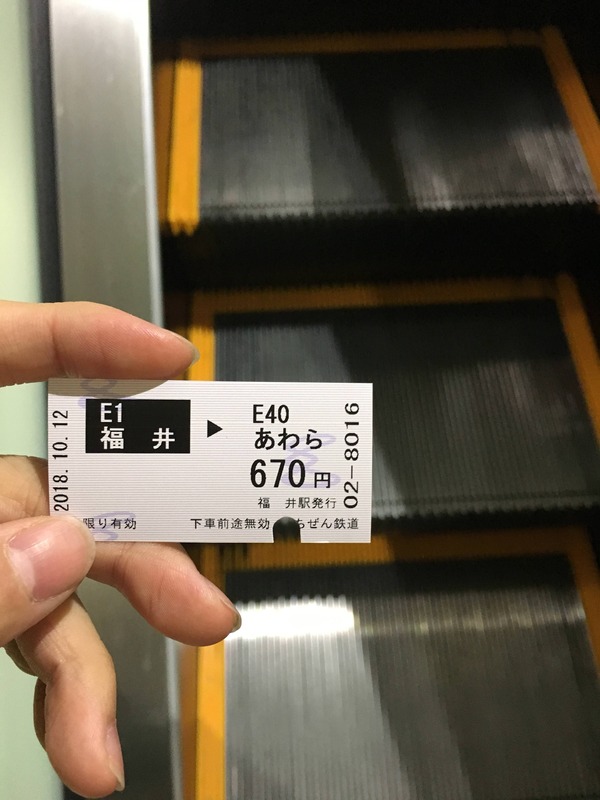 2018.10.12
E1
福井
▶
E40
あわら
670円
福井駅発行
02-8016
限り有効
下車前途無効
ちぜん鉄道